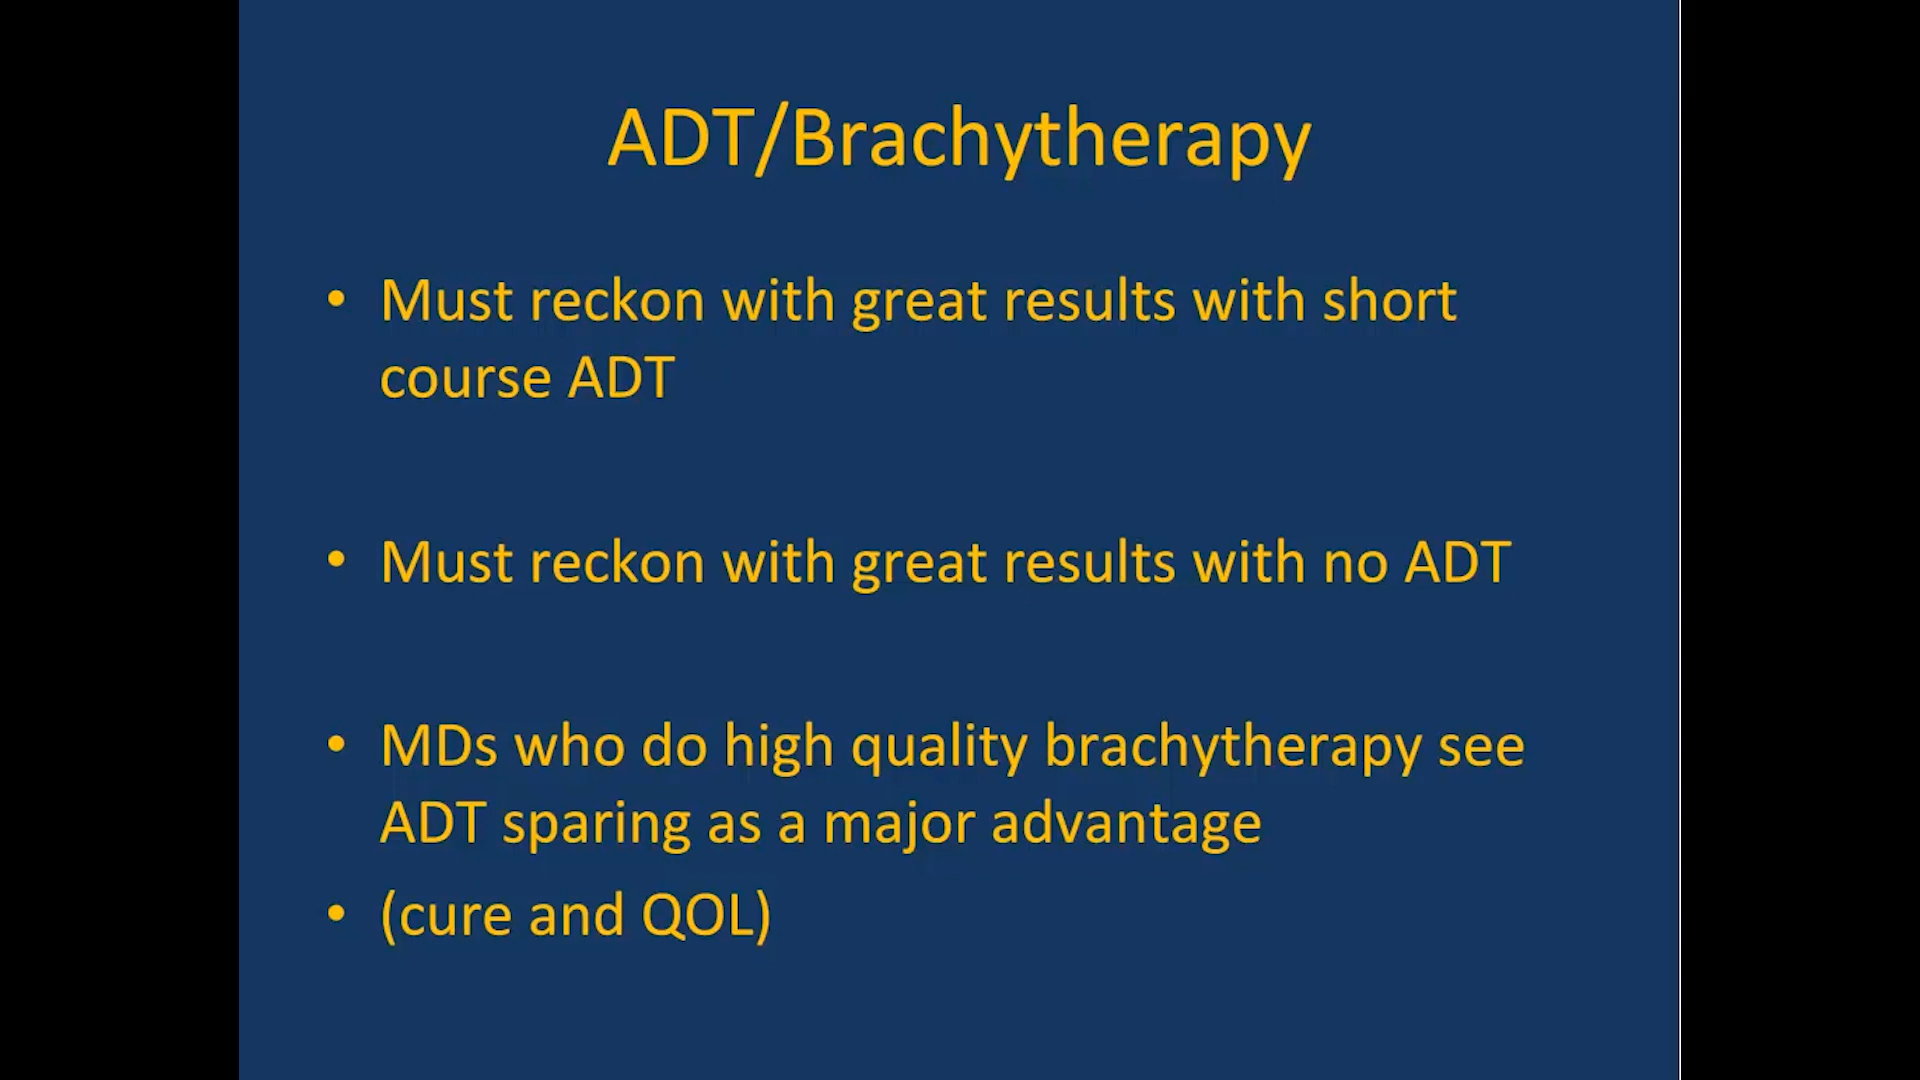 ADT/Brachytherapy
• Must reckon with great results with short
course ADT
• Must reckon with great results with no ADT
• MDs who do high quality brachytherapy see
ADT sparing as a major advantage
• (cure and QOL)